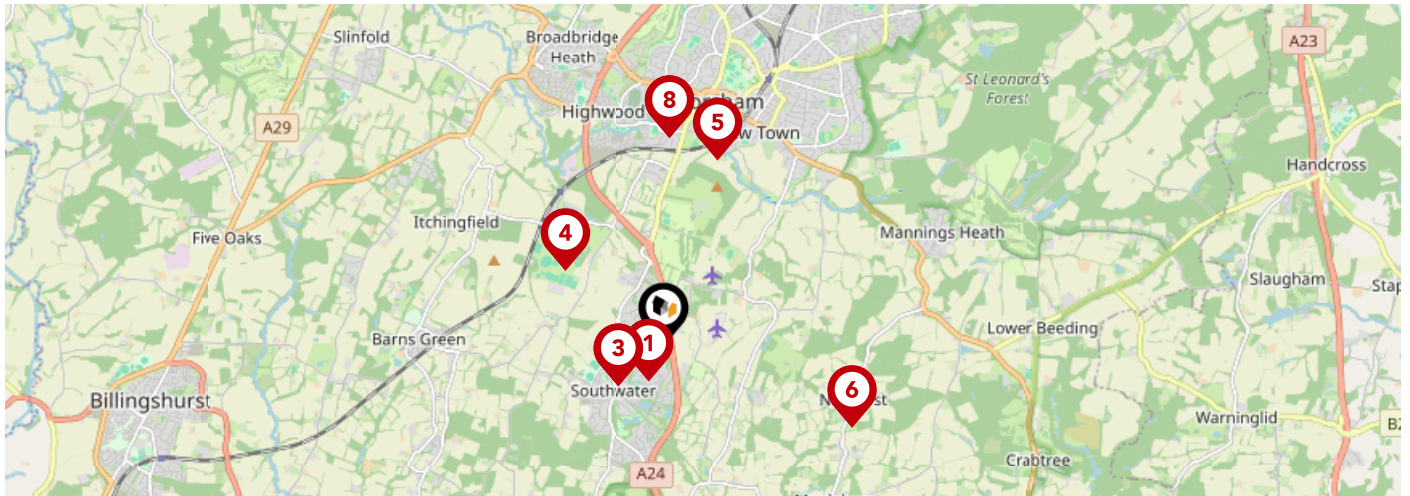 Slinfold
Broadbridge
Heath
A23
St Leonard's
Forest
8
Highwood
5
A29
Town
Handcross
Itchingfield
4
Five Oaks
Mannings Heath
Slaugham
Lower Beeding
Barns Green
3
1
Southwater
6
Billingshurst
Warninglid
Crabtree
A24